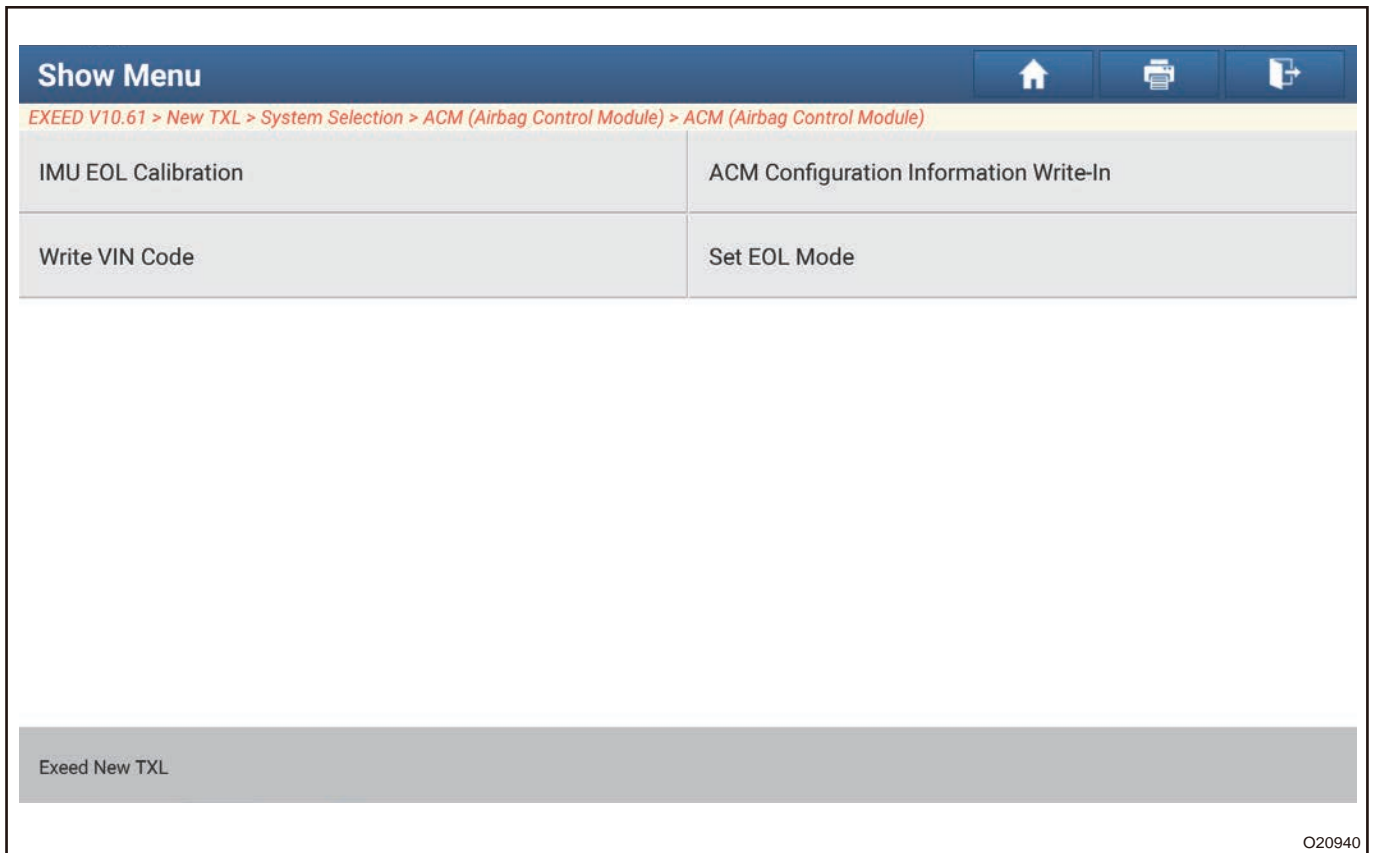 Show Menu
EXEED V10.61 > New TXL > System Selection > ACM (Airbag Control Module) > ACM (Airbag Control Module)
IMU EOL Calibration
ACM Configuration Information Write-In
Write VIN Code
Set EOL Mode
Exeed New TXL
O20940